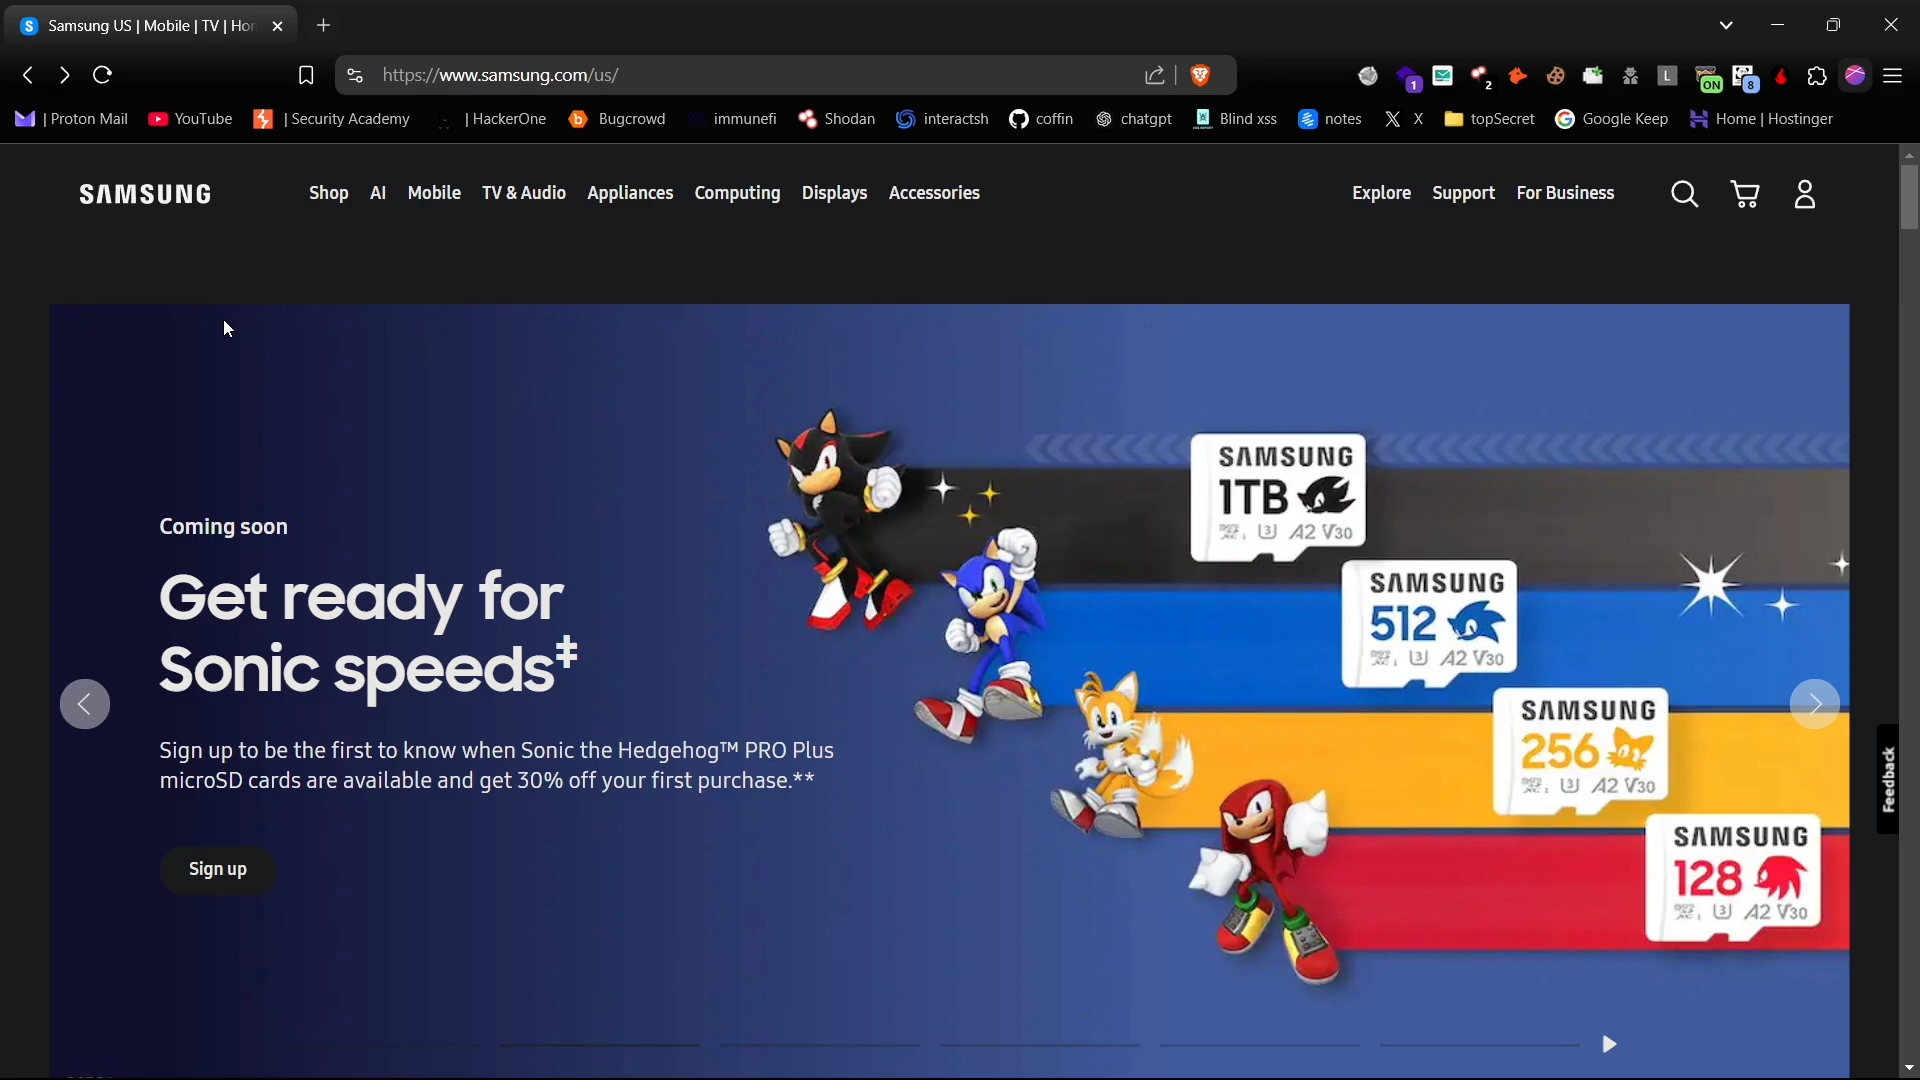 Samsung US | Mobile | TV | Hor
https://www.samsung.com/us/
1
2
L
ON
8
| Proton Mail
YouTube
| Security Academy
| HackerOne
Bugcrowd
immunefi
Shodan
interactsh
coffin
chatgpt
Blind xss
notes
X
topSecret
Google Keep
Home | Hostinger
SAMSUNG
Shop
AI
Mobile
TV & Audio
Appliances
Computing
Displays
Accessories
Explore
Support
For Business
Coming soon
Get ready for
Sonic speeds‡
Sign up to be the first to know when Sonic the Hedgehog™ PRO Plus
microSD cards are available and get 30% off your first purchase.**
Sign up
SAMSUNG
1TB
A2 V30
SAMSUNG
512
A2 V30
SAMSUNG
256
A2 V30
SAMSUNG
128
A2 V30
Feedback